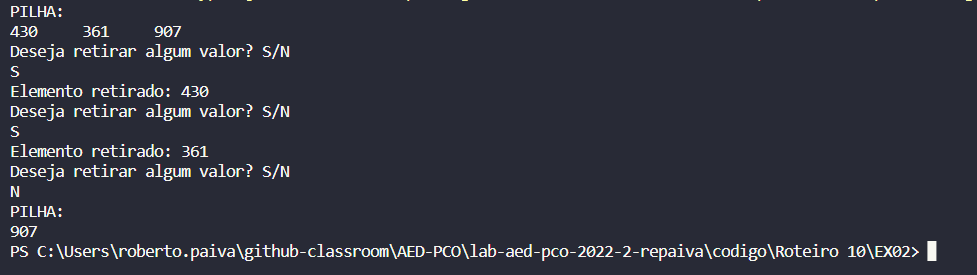 PILHA:
430 361 907
Deseja retirar algum valor? S/N
S
Elemento retirado: 430
Deseja retirar algum valor? S/N
S
Elemento retirado: 361
Deseja retirar algum valor? S/N
N
PILHA:
907
PS C:\Users\roberto.paiva\github-classroom\AED-PCO\lab-aed-pco-2022-2-repaiva\codigo\Roteiro 10\EX02>